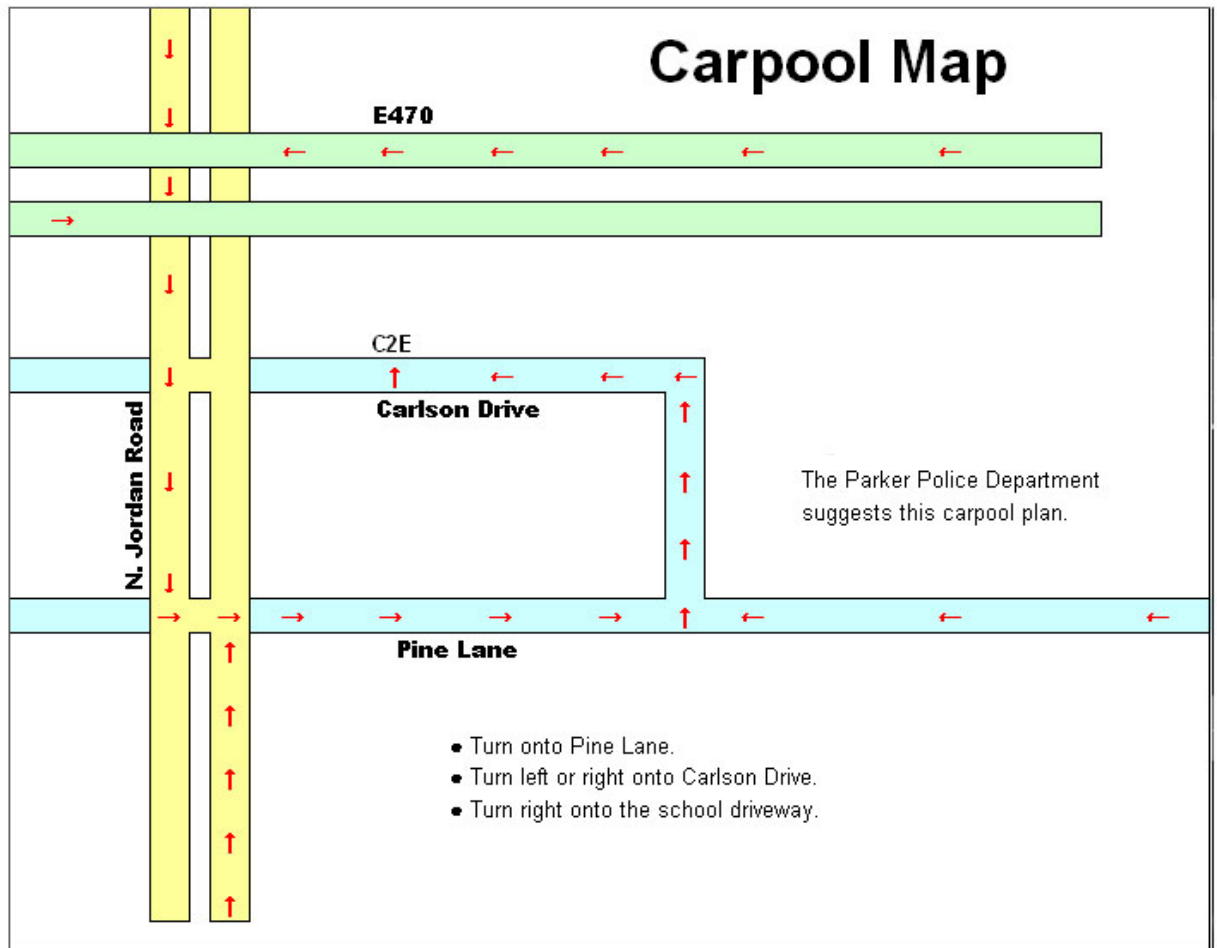 Carpool Map
E470
C2E
Carlson Drive
N. Jordan Road
The Parker Police Department
suggests this carpool plan.
Pine Lane
• Turn onto Pine Lane.
• Turn left or right onto Carlson Drive.
• Turn right onto the school driveway.